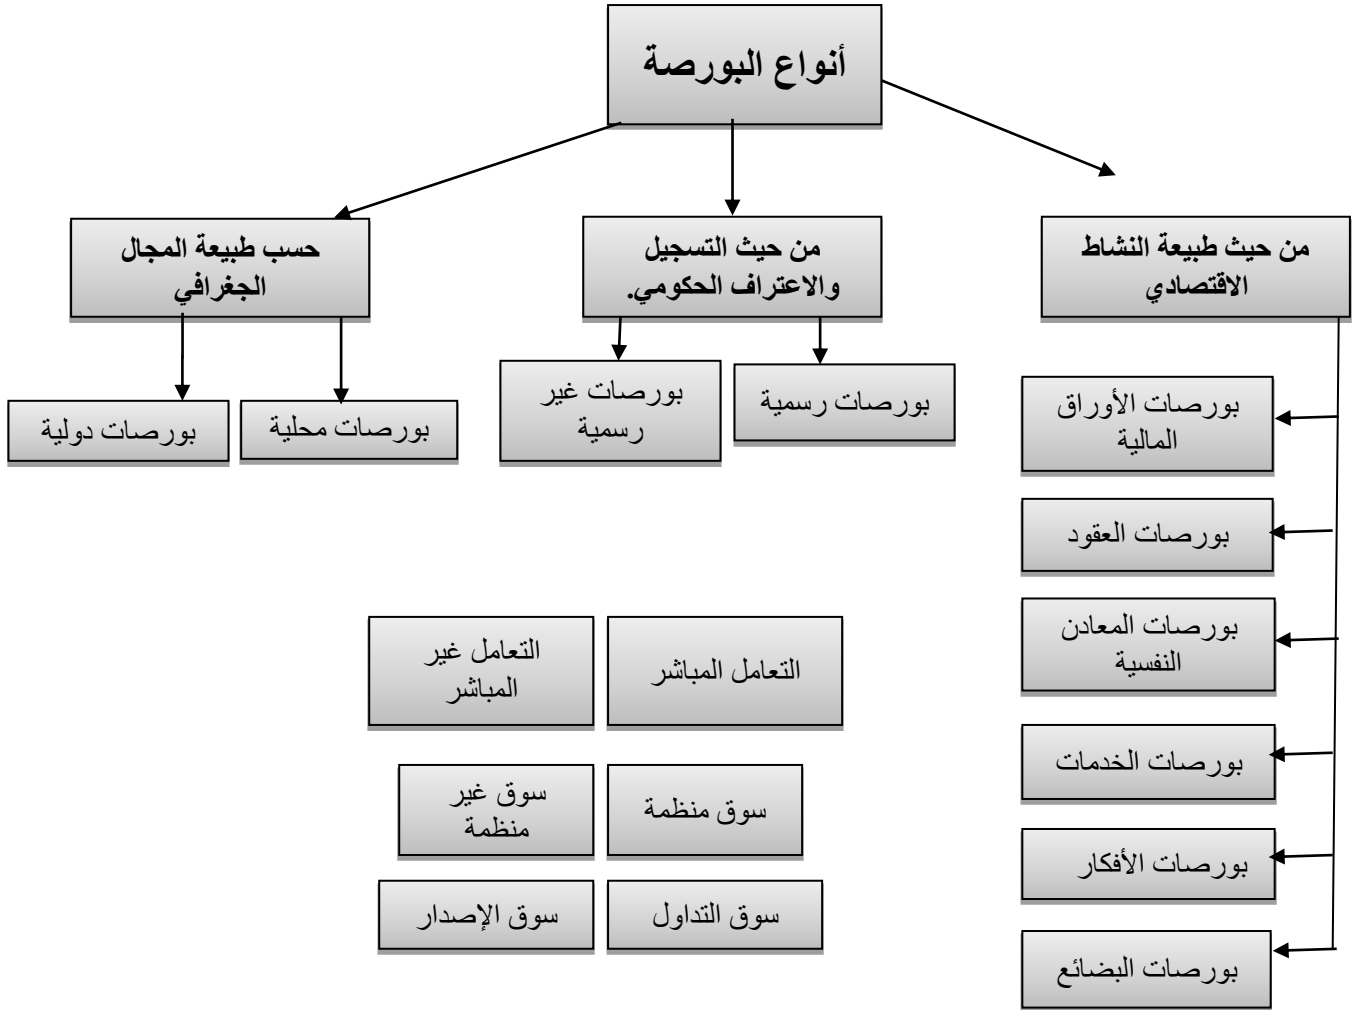 أنواع البورصة
من حيث طبيعة النشاط
الاقتصادي
من حيث التسجيل
والاعتراف الحكومي.
حسب طبيعة المجال
الجغرافي
بورصات الأوراق
المالية
بورصات العقود
بورصات المعادن
النفسية
بورصات الخدمات
بورصات الأفكار
بورصات البضائع
بورصات رسمية
بورصات غير
رسمية
بورصات محلية
بورصات دولية
التعامل المباشر
التعامل غير
المباشر
سوق منظمة
سوق غير
منظمة
سوق التداول
سوق الإصدار